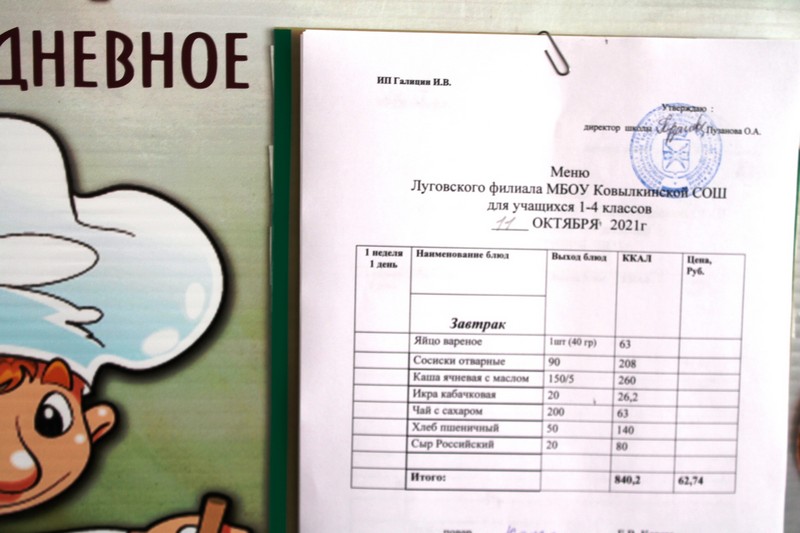 ДНЕВНОЕ
ИП Галицин И.В.
Утверждаю :
директор школы Пузанова О.А.
Меню
Луговского филиала МБОУ Ковылкинской СОШ
для учащихся 1-4 классов
11 ОКТЯБРЯ 2021г
1 неделя Наименование блюд Выход блюд ККАЛ Цена,
1 день Руб.
Завтрак
Яйцо вареное 1шт (40 гр) 63
Сосиски отварные 90 208
Каша ячневая с маслом 150/5 260
Икра кабачковая 20 26,2
Чай с сахаром 200 63
Хлеб пшеничный 50 140
Сыр Российский 20 80
Итого: 840,2 62,74
повар